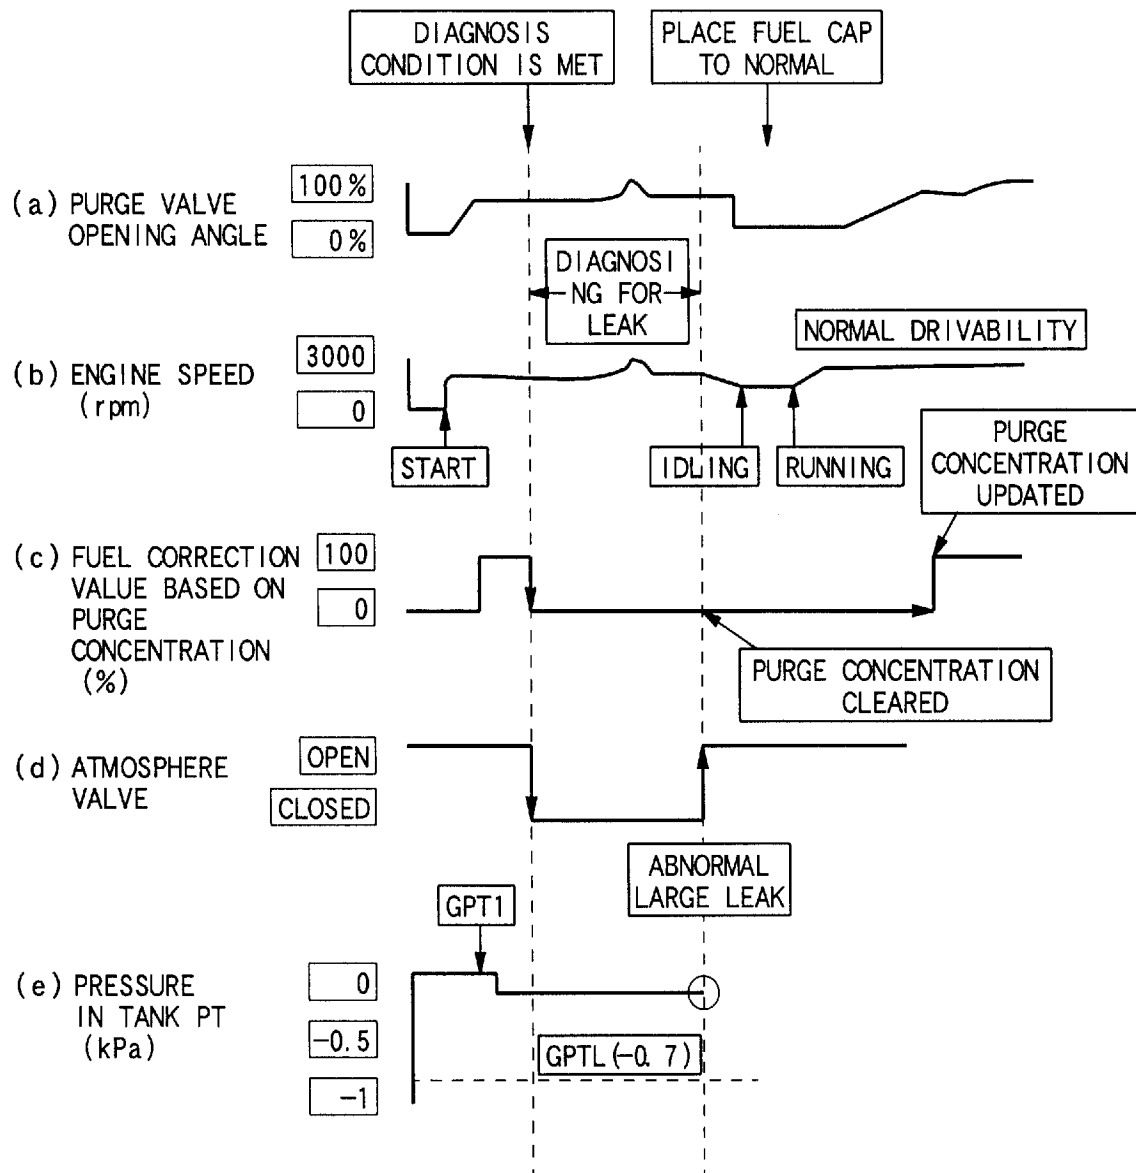 DIAGNOSIS
CONDITION IS MET
PLACE FUEL CAP
TO NORMAL
(a) PURGE VALVE
OPENING ANGLE
100%
0%
DIAGNOSI
NG FOR
LEAK
(b) ENGINE SPEED
(rpm)
3000
0
NORMAL DRIVABILITY
START
IDLING
RUNNING
PURGE
CONCENTRATION
UPDATED
(c) FUEL CORRECTION
VALUE BASED ON
PURGE
CONCENTRATION
(%)
100
0
PURGE CONCENTRATION
CLEARED
(d) ATMOSPHERE
VALVE
OPEN
CLOSED
ABNORMAL
LARGE LEAK
GPT1
(e) PRESSURE
IN TANK PT
(kPa)
0
-0.5
-1
GPTL(-0.7)